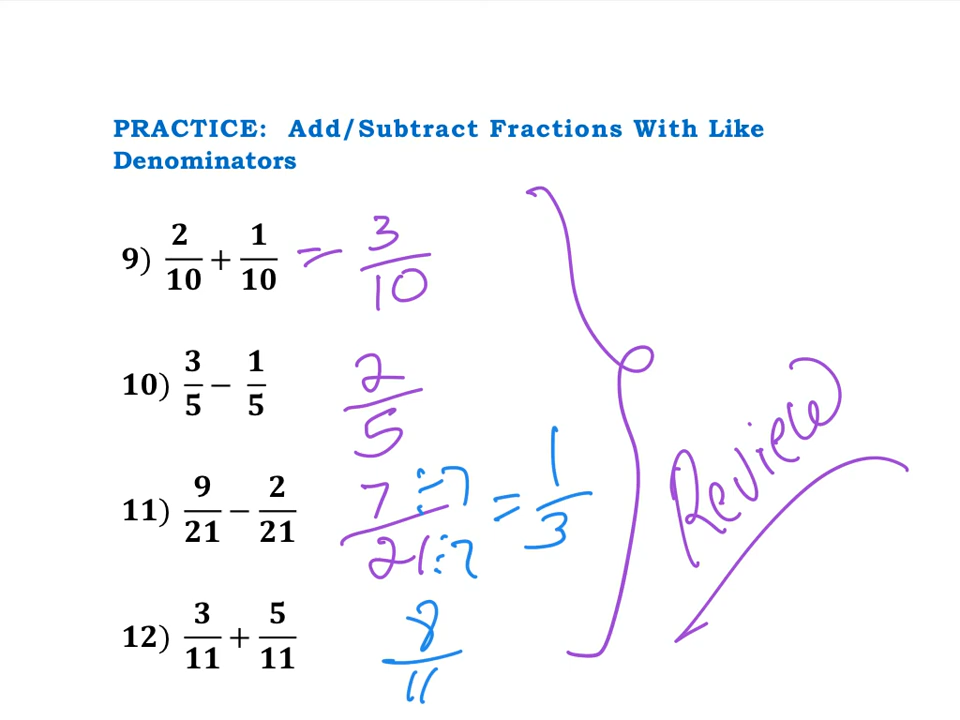 PRACTICE: Add/Subtract Fractions With Like
Denominators
9) 2/10 + 1/10 = 3/10
10) 3/5 − 1/5 2/5
11) 9/21 − 2/21 7÷7/21÷7 = 1/3
12) 3/11 + 5/11 8/11
Review